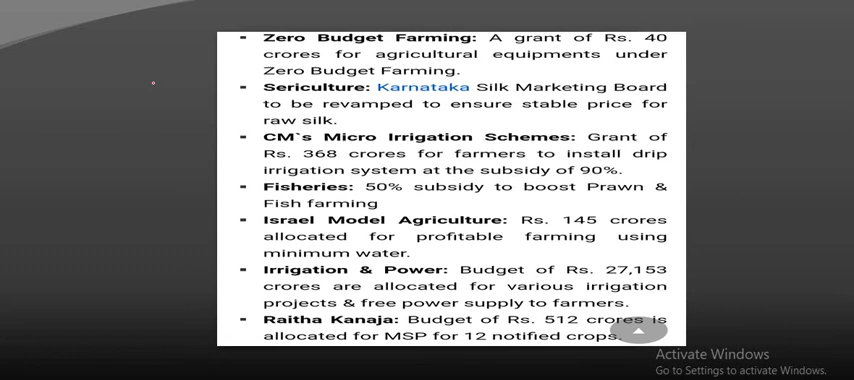 ▪ Zero Budget Farming: A grant of Rs. 40
crores for agricultural equipments under
Zero Budget Farming.
▪ Sericulture: Karnataka Silk Marketing Board
to be revamped to ensure stable price for
raw silk.
▪ CM`s Micro Irrigation Schemes: Grant of
Rs. 368 crores for farmers to install drip
irrigation system at the subsidy of 90%.
▪ Fisheries: 50% subsidy to boost Prawn &
Fish farming
▪ Israel Model Agriculture: Rs. 145 crores
allocated for profitable farming using
minimum water.
▪ Irrigation & Power: Budget of Rs. 27,153
crores are allocated for various irrigation
projects & free power supply to farmers.
▪ Raitha Kanaja: Budget of Rs. 512 crores is
allocated for MSP for 12 notified crops.
Activate Windows
Go to Settings to activate Windows.